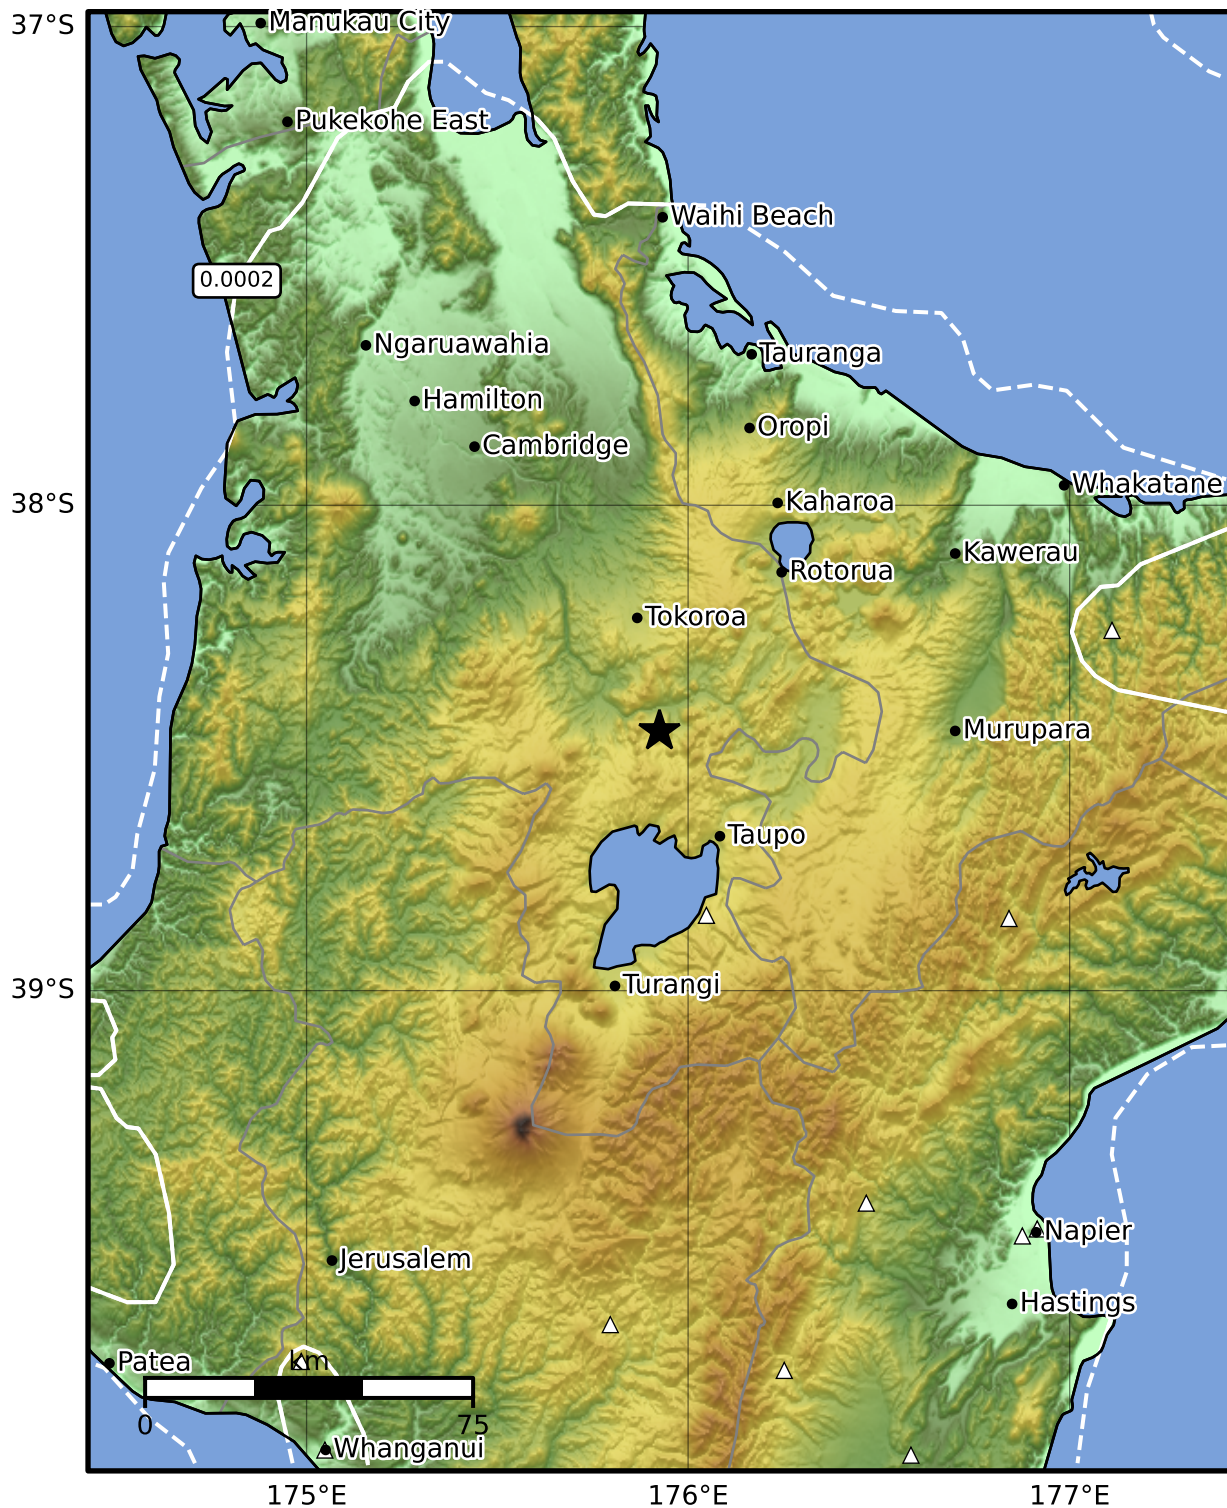 37°S
Manukau City
Pukekohe East
Waihi Beach
0.0002
Ngaruawahia
Tauranga
Hamilton
Oropi
Cambridge
Whakatane
38°S
Kaharoa
Kawerau
Rotorua
Tokoroa
Murupara
Taupo
39°S
Turangi
Napier
Jerusalem
Hastings
Patea
km
0
75
Whanganui
175°E
176°E
177°E